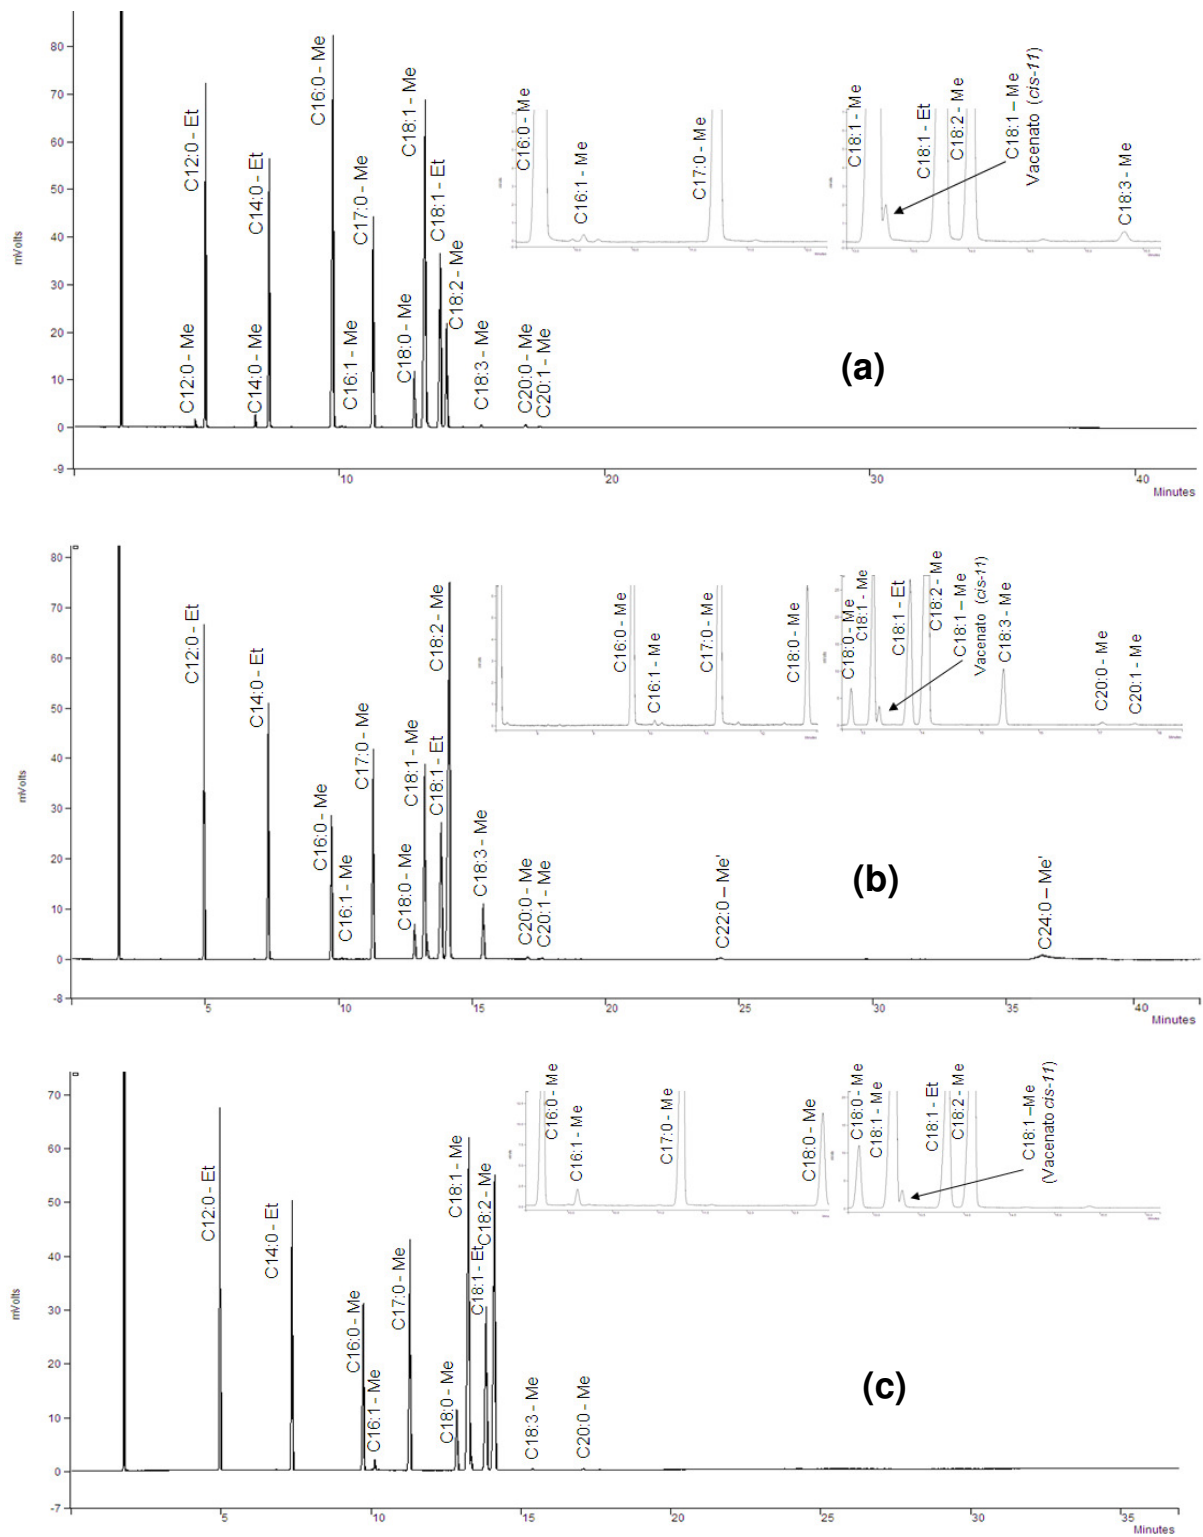 80
70
60
50
40
30
20
10
0
-9
mVolts
C12:0 - Me
C12:0 - Et
C14:0 - Me
C14:0 - Et
C16:0 - Me
C16:1 - Me
C17:0 - Me
C18:0 - Me
C18:1 - Me
C18:1 - Et
C18:2 - Me
C18:3 - Me
C20:0 - Me
C20:1 - Me
C16:0 - Me
C16:1 - Me
C17:0 - Me
C18:1 - Me
C18:1 - Et
C18:2 - Me
C18:1 – Me
Vacenato (cis-11)
C18:3 - Me
(a)
10
20
30
40
Minutes
80
70
60
50
40
30
20
10
0
-8
mVolts
C12:0 - Et
C14:0 - Et
C16:0 - Me
C16:1 - Me
C17:0 - Me
C18:0 - Me
C18:1 - Me
C18:1 - Et
C18:2 - Me
C18:3 - Me
C20:0 - Me
C20:1 - Me
C22:0 – Me'
C24:0 – Me'
C16:0 - Me
C16:1 - Me
C17:0 - Me
C18:0 - Me
C18:0 - Me
C18:1 - Me
C18:1 - Et
C18:2 - Me
C18:1 – Me
Vacenato (cis-11)
C18:3 - Me
C20:0 - Me
C20:1 - Me
(b)
5
10
15
20
25
30
35
40
Minutes
70
60
50
40
30
20
10
0
-7
mVolts
C12:0 - Et
C14:0 - Et
C16:0 - Me
C16:1 - Me
C17:0 - Me
C18:0 - Me
C18:1 - Me
C18:1 - Et
C18:2 - Me
C18:3 - Me
C20:0 - Me
C16:0 - Me
C16:1 - Me
C17:0 - Me
C18:0 - Me
C18:0 - Me
C18:1 - Me
C18:1 - Et
C18:2 - Me
C18:1 –Me
(Vacenato cis-11)
(c)
5
10
15
20
25
30
35
Minutes